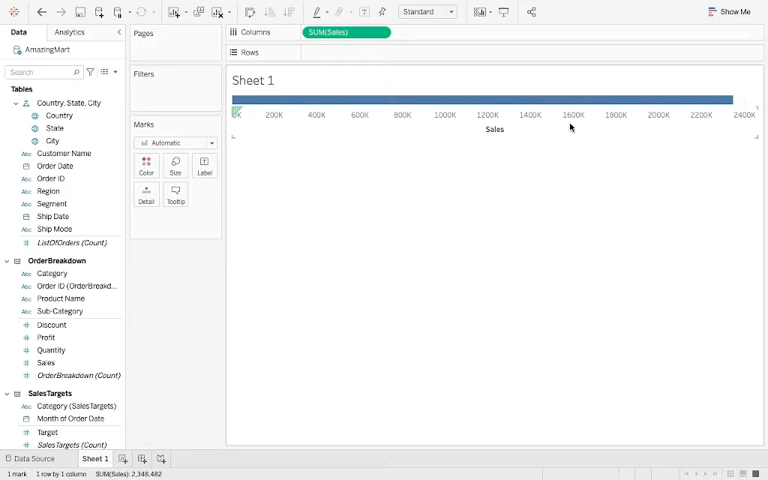 Standard
Show Me
Data
Analytics
Pages
Columns
SUM(Sales)
AmazingMart
Rows
Search
Filters
Sheet 1
Tables
Country, State, City
Country
State
City
Customer Name
Order Date
Order ID
Region
Segment
Ship Date
Ship Mode
ListOfOrders (Count)
OrderBreakdown
Category
Order ID (OrderBreakd...
Product Name
Sub-Category
Discount
Profit
Quantity
Sales
OrderBreakdown (Count)
SalesTargets
Category (SalesTargets)
Month of Order Date
Target
SalesTargets (Count)
Marks
Automatic
Color
Size
Label
Detail
Tooltip
0K 200K 400K 600K 800K 1000K 1200K 1400K 1600K 1800K 2000K 2200K 2400K
Sales
Data Source
Sheet 1
1 mark 1 row by 1 column SUM(Sales): 2,348,482